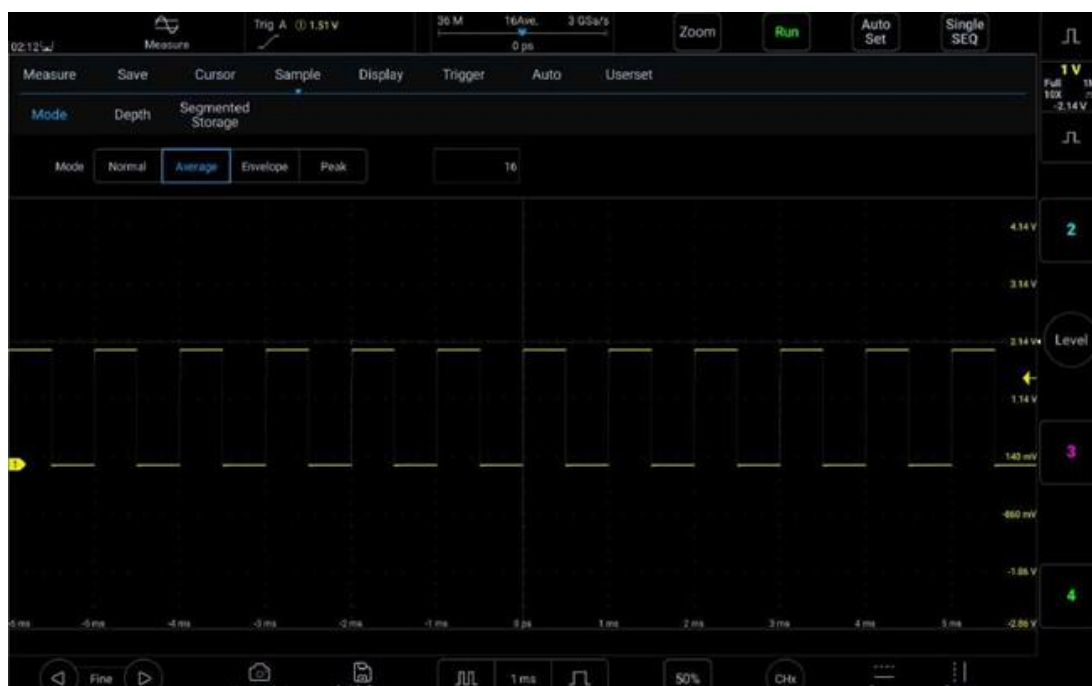 Trig A ① 1.51 V
36 M 16Ave. 3 GSa/s
Zoom
Run
Auto Set
Single SEQ
02:12
Measure
0 ps
Measure Save Cursor Sample Display Trigger Auto Userset
1 V
Full
10X
-2.14 V
Mode Depth Segmented Storage
Mode Normal Average Envelope Peak 16
4.14 V
2
3.14 V
2.14 V
Level
1.14 V
1
140 mV
3
-860 mV
-1.86 V
4
-5 ms -4 ms -3 ms -2 ms -1 ms 0 ps 1 ms 2 ms 3 ms 4 ms 5 ms
-2.86 V
Fine
1 ms
50%
CHx